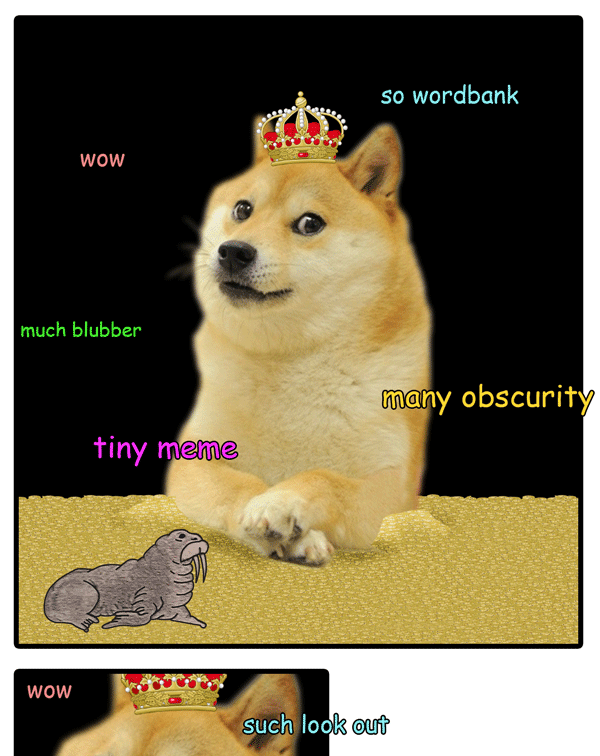 so wordbank
wow
much blubber
many obscurity
tiny meme
wow
such look out